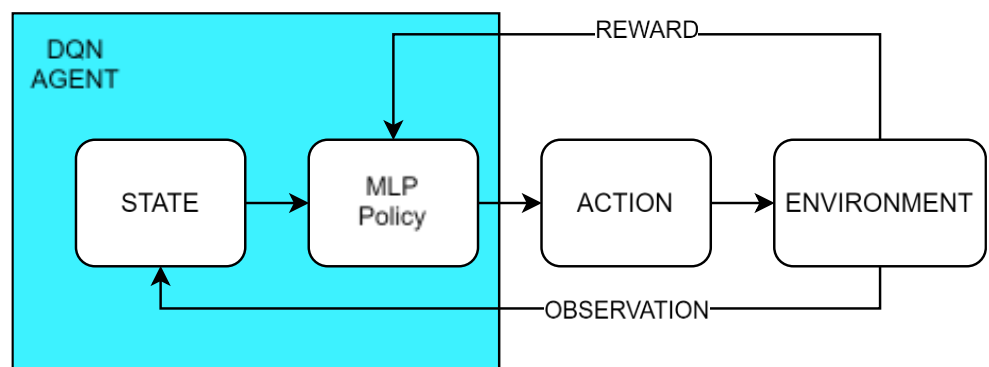 REWARD
DQN
AGENT
STATE
MLP
Policy
ACTION
ENVIRONMENT
OBSERVATION